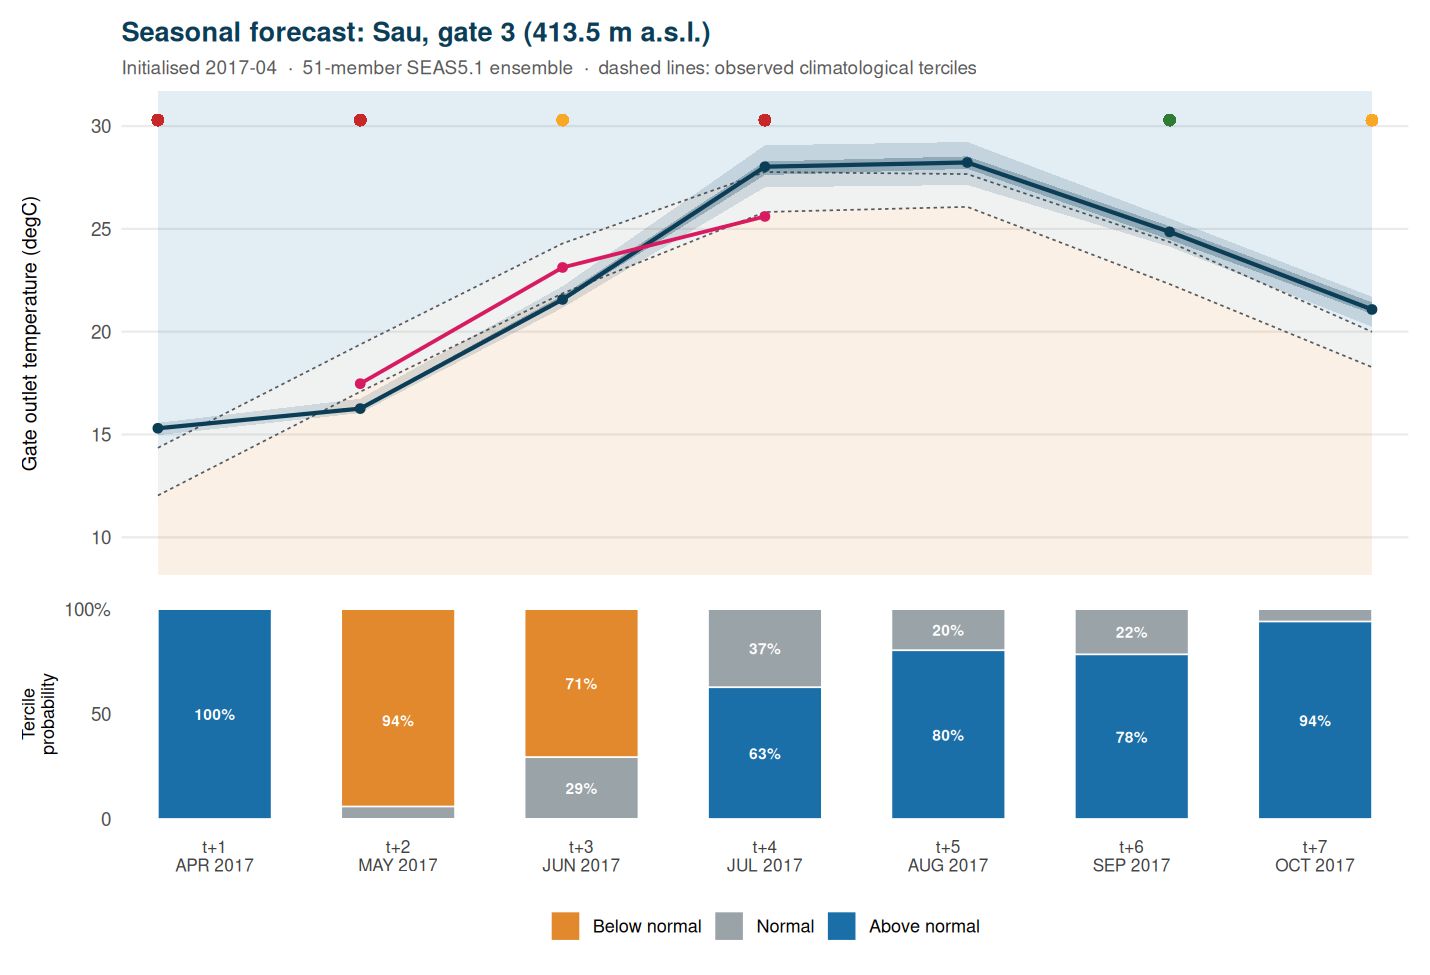 Seasonal forecast: Sau, gate 3 (413.5 m a.s.l.)
Initialised 2017-04 · 51-member SEAS5.1 ensemble · dashed lines: observed climatological terciles
Gate outlet temperature (degC)
30
25
20
15
10
Tercile
probability
100%
50
0
100%
94%
71%
29%
37%
63%
20%
80%
22%
78%
94%
t+1
APR 2017
t+2
MAY 2017
t+3
JUN 2017
t+4
JUL 2017
t+5
AUG 2017
t+6
SEP 2017
t+7
OCT 2017
Below normal
Normal
Above normal